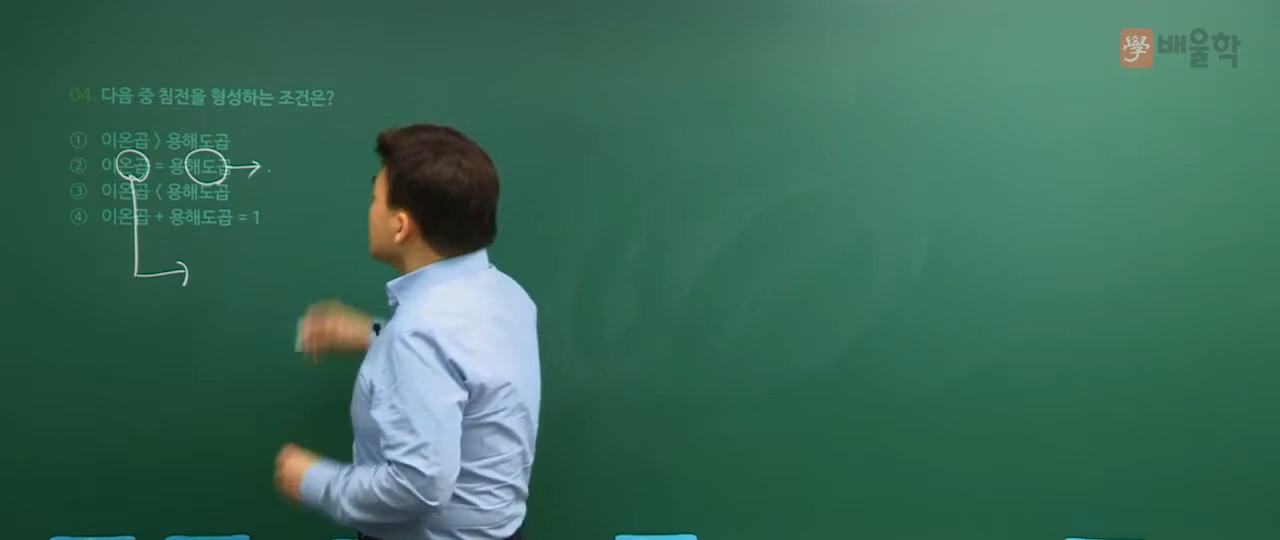 學 배울학
04. 다음 중 침전을 형성하는 조건은?
① 이온곱 > 용해도곱
② 이온곱 = 용해도곱
③ 이온곱 < 용해도곱
④ 이온곱 + 용해도곱 = 1